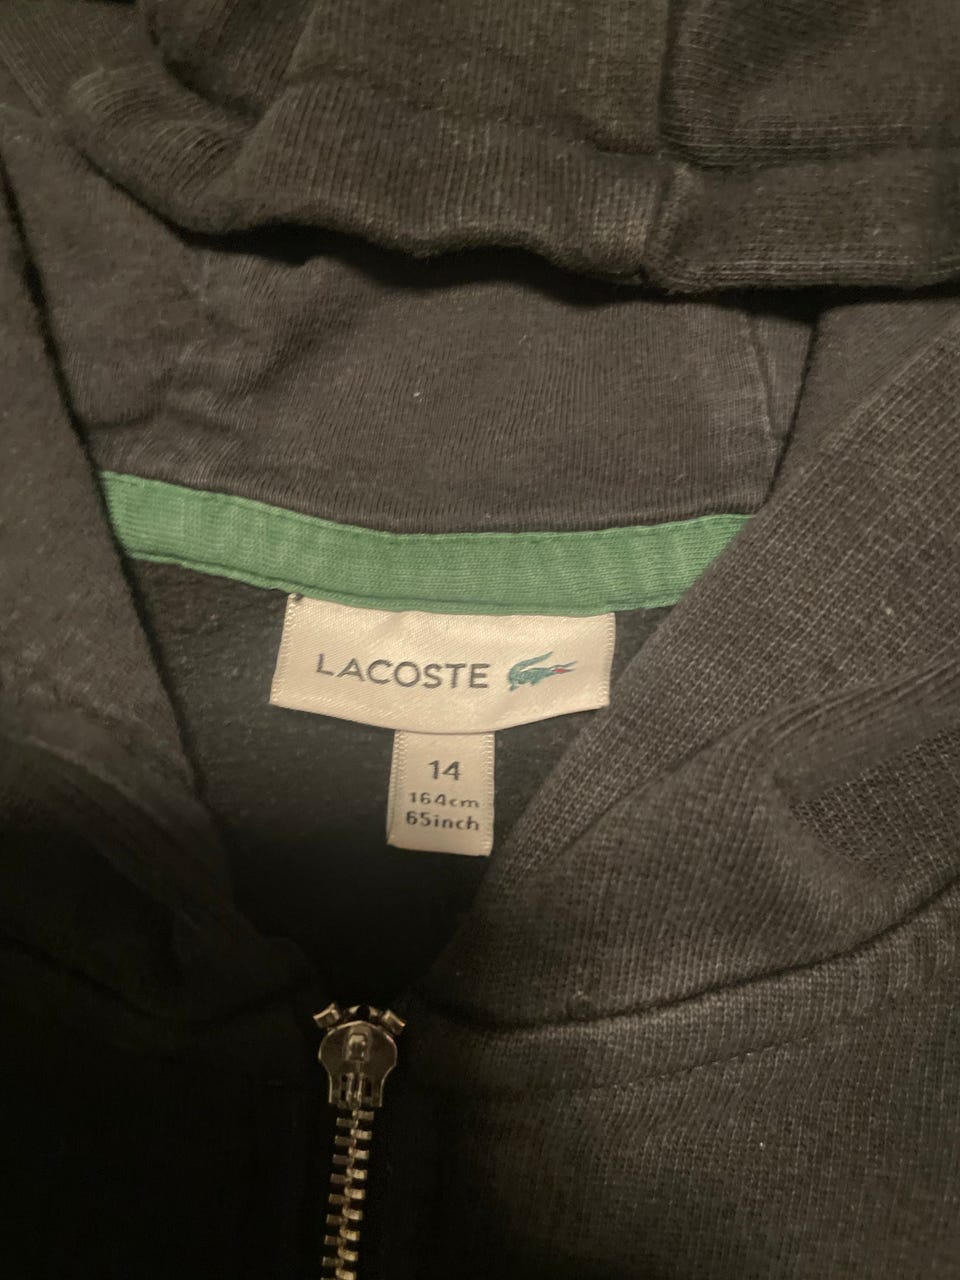 LACOSTE
14
164cm
65inch